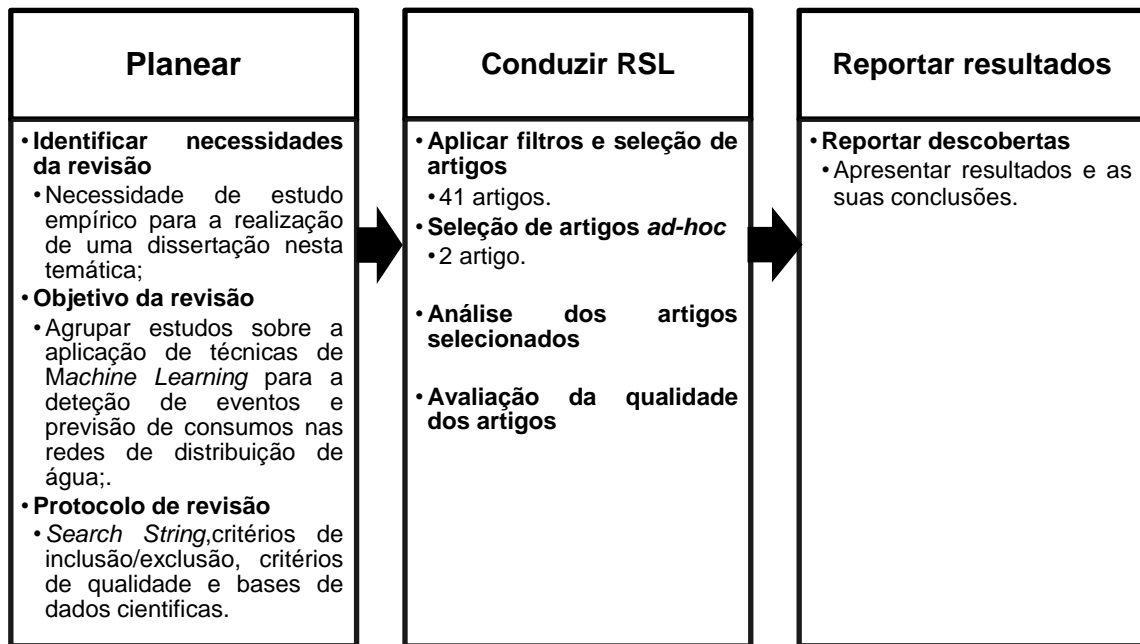 Planear
• Identificar necessidades
da revisão
• Necessidade de estudo
empírico para a realização
de uma dissertação nesta
temática;
• Objetivo da revisão
• Agrupar estudos sobre a
aplicação de técnicas de
Machine Learning para a
deteção de eventos e
previsão de consumos nas
redes de distribuição de
água;.
• Protocolo de revisão
• Search String,critérios de
inclusão/exclusão, critérios
de qualidade e bases de
dados cientificas.
Conduzir RSL
• Aplicar filtros e seleção de
artigos
• 41 artigos.
• Seleção de artigos ad-hoc
• 2 artigo.
• Análise dos artigos
selecionados
• Avaliação da qualidade
dos artigos
Reportar resultados
• Reportar descobertas
• Apresentar resultados e as
suas conclusões.